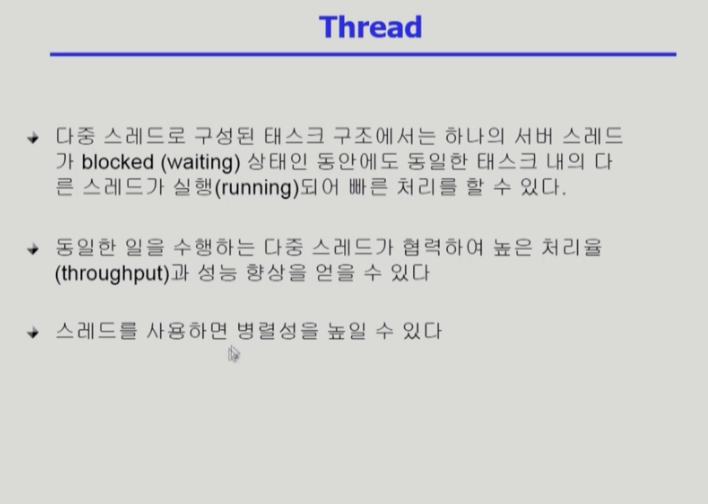 Thread
다중 스레드로 구성된 태스크 구조에서는 하나의 서버 스레드
가 blocked (waiting) 상태인 동안에도 동일한 태스크 내의 다
른 스레드가 실행(running)되어 빠른 처리를 할 수 있다.
동일한 일을 수행하는 다중 스레드가 협력하여 높은 처리율
(throughput)과 성능 향상을 얻을 수 있다
스레드를 사용하면 병렬성을 높일 수 있다